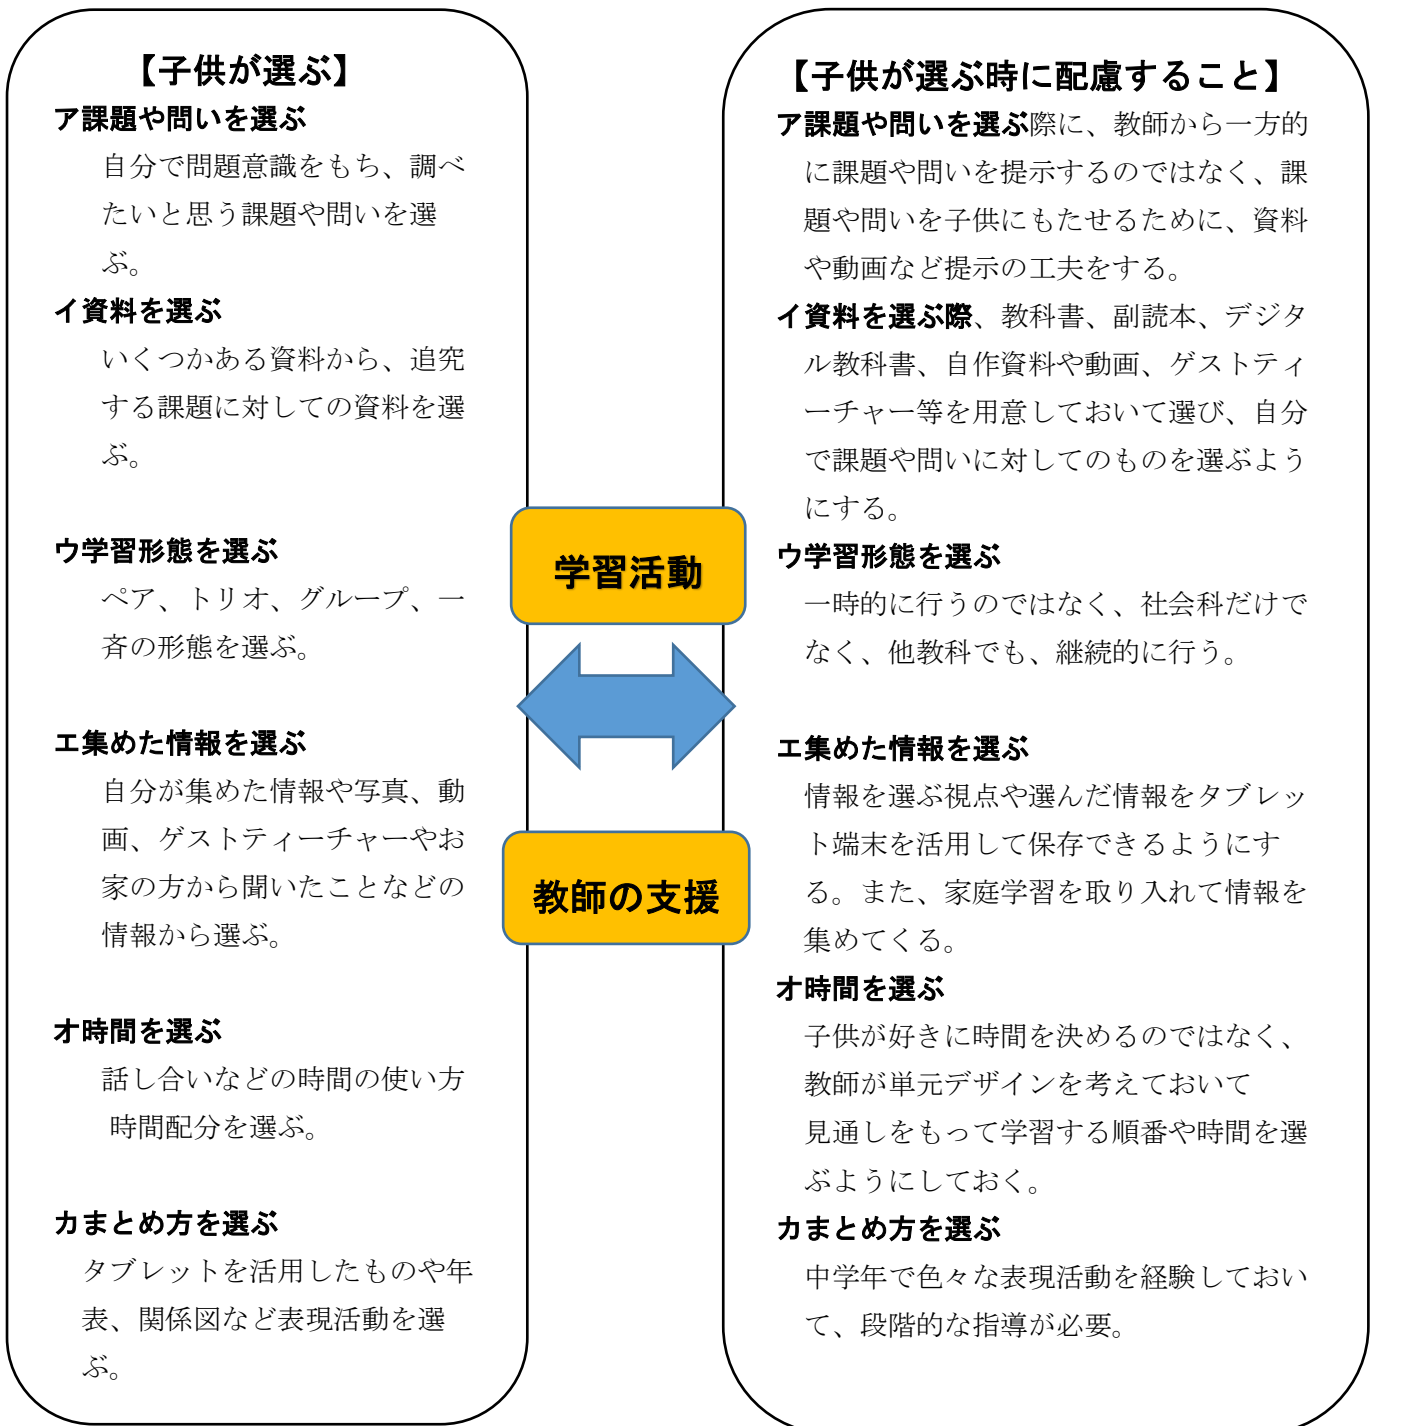 【子供が選ぶ】
ア課題や問いを選ぶ
自分で問題意識をもち、調べ
たいと思う課題や問いを選
ぶ。
イ資料を選ぶ
いくつかある資料から、追究
する課題に対しての資料を選
ぶ。
ウ学習形態を選ぶ
ペア、トリオ、グループ、一
斉の形態を選ぶ。
エ集めた情報を選ぶ
自分が集めた情報や写真、動
画、ゲストティーチャーやお
家の方から聞いたことなどの
情報から選ぶ。
オ時間を選ぶ
話し合いなどの時間の使い方
時間配分を選ぶ。
カまとめ方を選ぶ
タブレットを活用したものや年
表、関係図など表現活動を選
ぶ。
学習活動
教師の支援
【子供が選ぶ時に配慮すること】
ア課題や問いを選ぶ際に、教師から一方的
に課題や問いを提示するのではなく、課
題や問いを子供にもたせるために、資料
や動画など提示の工夫をする。
イ資料を選ぶ際、教科書、副読本、デジタ
ル教科書、自作資料や動画、ゲストティ
ーチャー等を用意しておいて選び、自分
で課題や問いに対してのものを選ぶよう
にする。
ウ学習形態を選ぶ
一時的に行うのではなく、社会科だけで
なく、他教科でも、継続的に行う。
エ集めた情報を選ぶ
情報を選ぶ視点や選んだ情報をタブレッ
ト端末を活用して保存できるようにす
る。また、家庭学習を取り入れて情報を
集めてくる。
オ時間を選ぶ
子供が好きに時間を決めるのではなく、
教師が単元デザインを考えておいて
見通しをもって学習する順番や時間を選
ぶようにしておく。
カまとめ方を選ぶ
中学年で色々な表現活動を経験しておい
て、段階的な指導が必要。